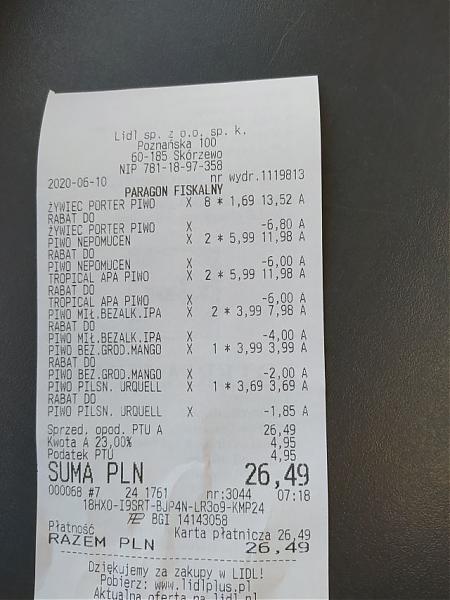 Lidl sp. z o.o. sp. k.
Poznańska 100
60-185 Skórzewo
NIP 781-18-97-358
2020-06-10 nr wydr.1119813
PARAGON FISKALNY
ŻYWIEC PORTER PIWO X 8 * 1,69 13,52 A
RABAT DO
ŻYWIEC PORTER PIWO X -6,80 A
PIWO NEPOMUCEN X 2 * 5,99 11,98 A
RABAT DO
PIWO NEPOMUCEN X -6,00 A
TROPICAL APA PIWO X 2 * 5,99 11,98 A
RABAT DO
TROPICAL APA PIWO X -6,00 A
PIWO MIŁ.BEZALK.IPA X 2 * 3,99 7,98 A
RABAT DO
PIWO MIŁ.BEZALK.IPA X -4,00 A
PIWO BEZ.GROD.MANGO X 1 * 3,99 3,99 A
RABAT DO
PIWO BEZ.GROD.MANGO X -2,00 A
PIWO PILSN. URQUELL X 1 * 3,69 3,69 A
RABAT DO
PIWO PILSN. URQUELL X -1,85 A
Sprzed. opod. PTU A 26,49
Kwota A 23,00% 4,95
Podatek PTU 4,95
SUMA PLN 26,49
000068 #7 24 1761 nr:3044 07:18
18HXO-I9SRT-BJP4N-LR3o9-KMP24
BGI 14143058
Płatność Karta płatnicza 26,49
RAZEM PLN 26,49
Dziękujemy za zakupy w LIDL!
Pobierz: www.lidlplus.pl
Aktualna oferta na lidl.pl